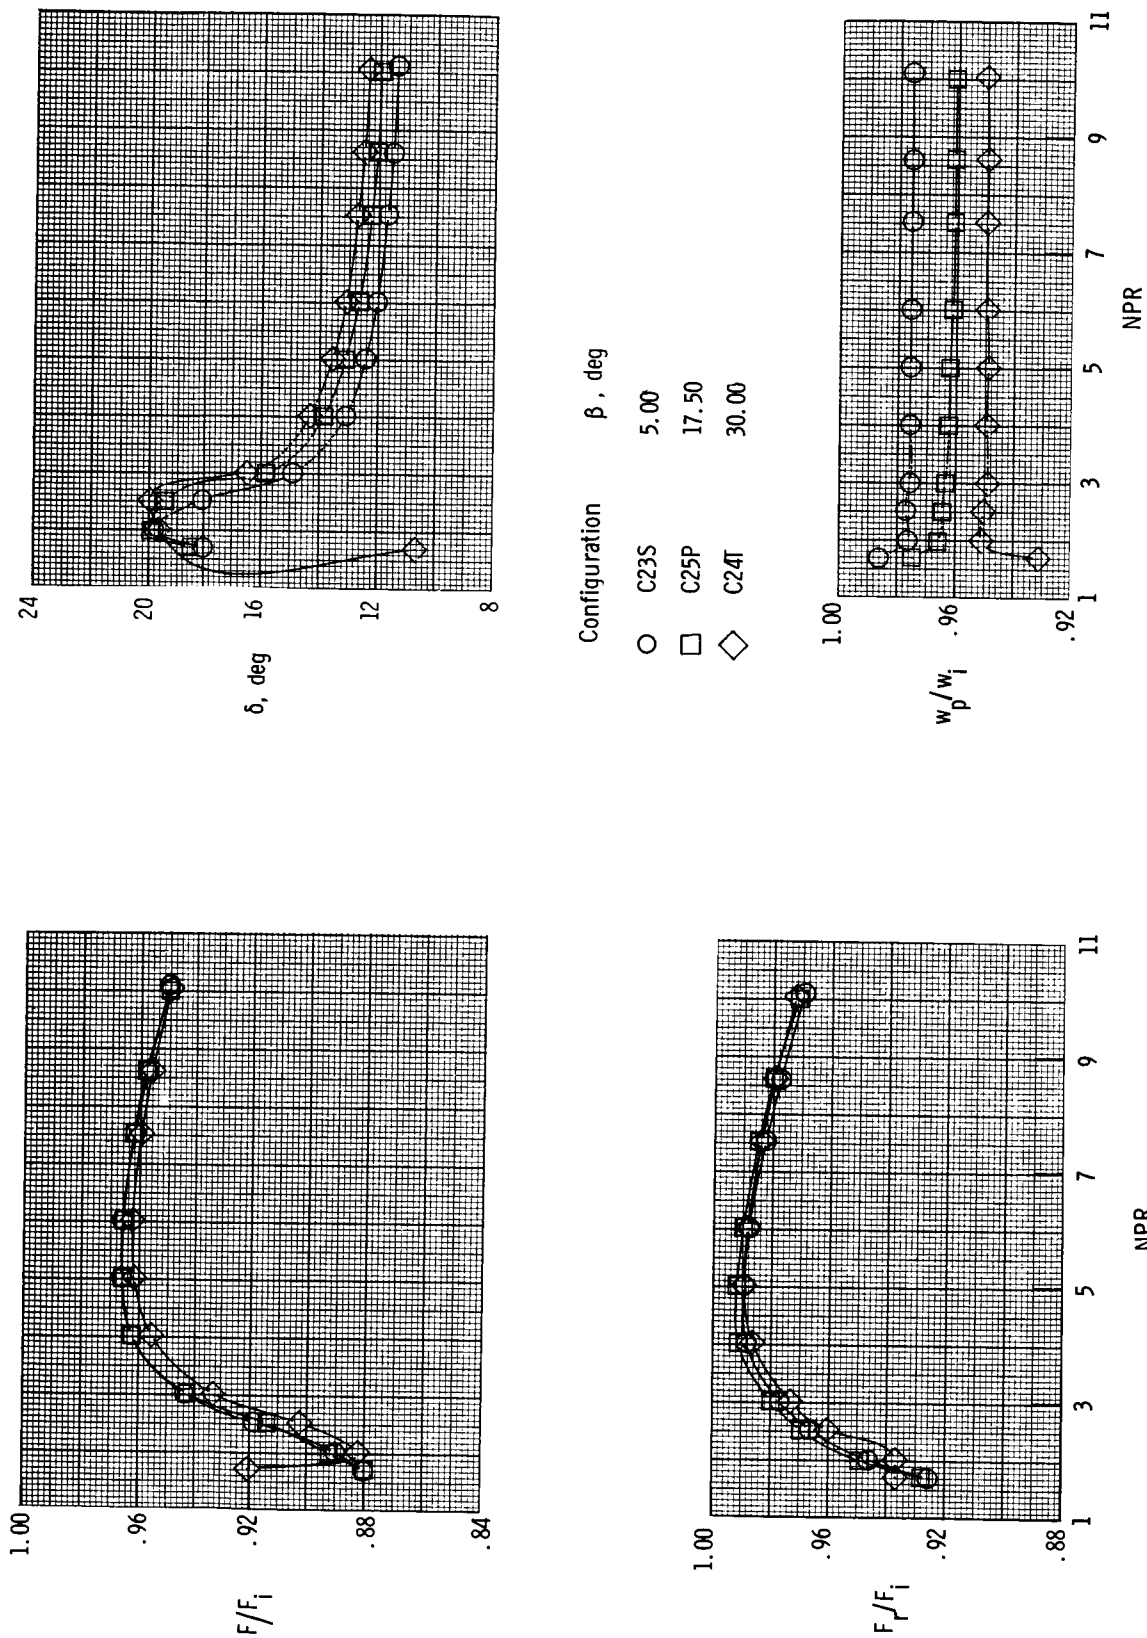 24
20
16
12
8
δ, deg
Configuration β, deg
C23S 5.00
C25P 17.50
C24T 30.00
1.00
.96
.92
w_p/w_i
1 3 5 7 9 11
NPR
1.00
.96
.92
.88
.84
F/F_i
1.00
.96
.92
.88
F_r/F_i
1 3 5 7 9 11
NPR